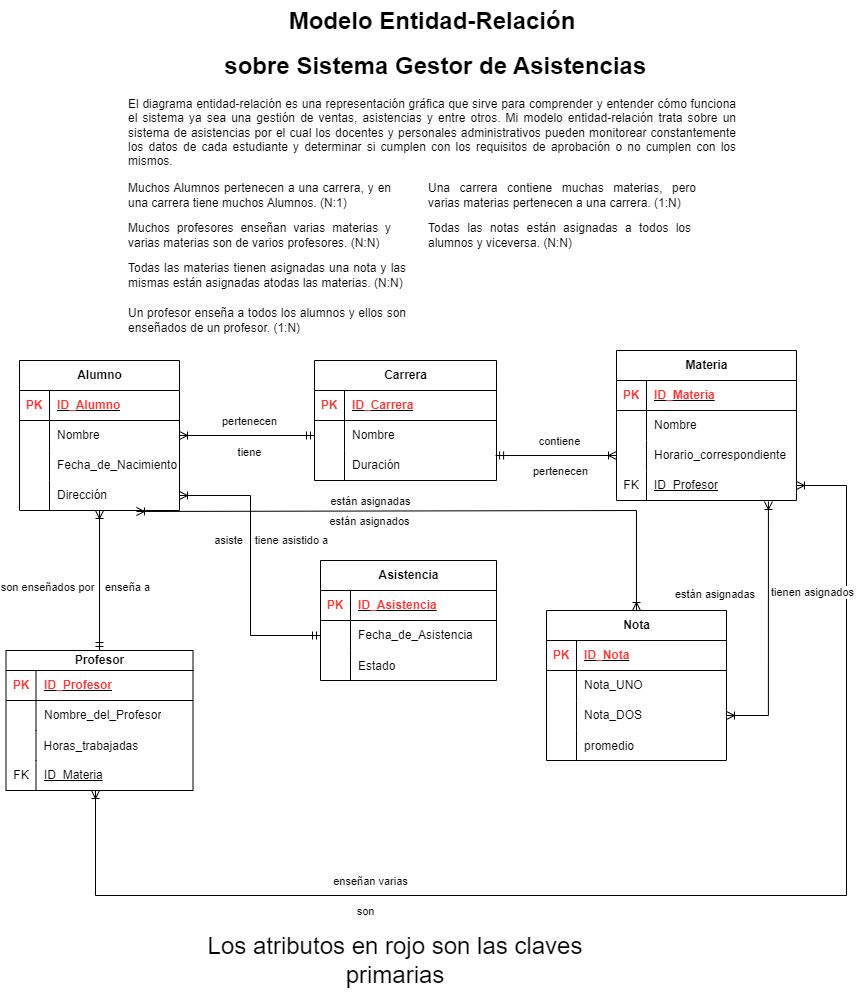 Modelo Entidad-Relación
sobre Sistema Gestor de Asistencias
El diagrama entidad-relación es una representación gráfica que sirve para comprender y entender cómo funciona
el sistema ya sea una gestión de ventas, asistencias y entre otros. Mi modelo entidad-relación trata sobre un
sistema de asistencias por el cual los docentes y personales administrativos pueden monitorear constantemente
los datos de cada estudiante y determinar si cumplen con los requisitos de aprobación o no cumplen con los
mismos.
Muchos Alumnos pertenecen a una carrera, y en
una carrera tiene muchos Alumnos. (N:1)
Muchos profesores enseñan varias materias y
varias materias son de varios profesores. (N:N)
Todas las materias tienen asignadas una nota y las
mismas están asignadas atodas las materias. (N:N)
Un profesor enseña a todos los alumnos y ellos son
enseñados de un profesor. (1:N)
Una carrera contiene muchas materias, pero
varias materias pertenecen a una carrera. (1:N)
Todas las notas están asignadas a todos los
alumnos y viceversa. (N:N)
Alumno
PK ID_Alumno
Nombre
Fecha_de_Nacimiento
Dirección
pertenecen
tiene
Carrera
PK ID_Carrera
Nombre
Duración
contiene
pertenecen
Materia
PK ID_Materia
Nombre
Horario_correspondiente
FK ID_Profesor
están asignadas
están asignados
asiste
tiene asistido a
son enseñados por
enseña a
Asistencia
PK ID_Asistencia
Fecha_de_Asistencia
Estado
están asignadas
tienen asignados
Nota
PK ID_Nota
Nota_UNO
Nota_DOS
promedio
Profesor
PK ID_Profesor
Nombre_del_Profesor
Horas_trabajadas
FK ID_Materia
enseñan varias
son
Los atributos en rojo son las claves
primarias